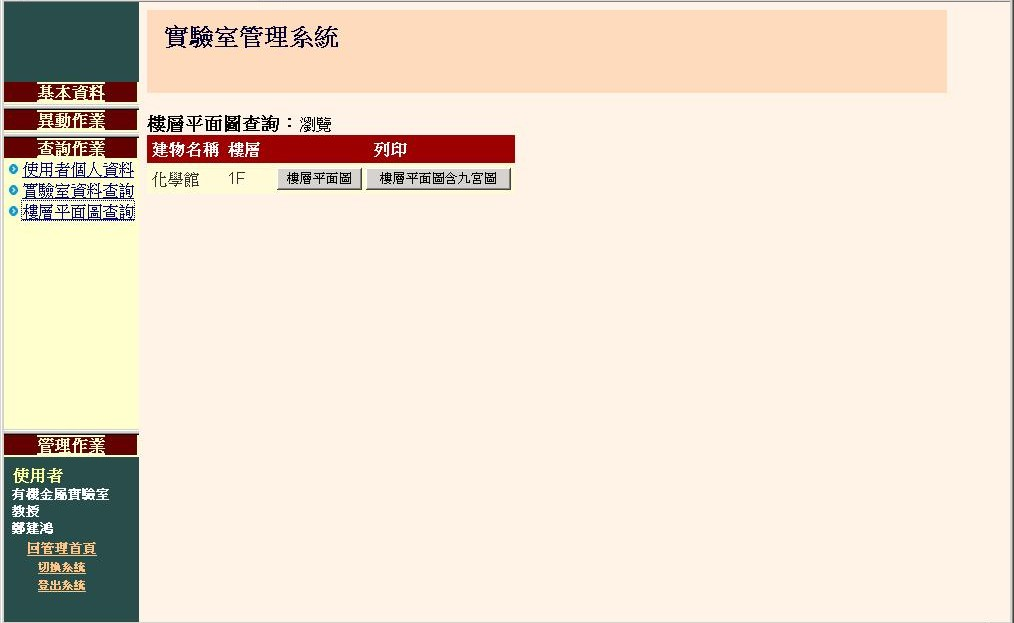 實驗室管理系統
基本資料
異動作業
查詢作業
使用者個人資料
實驗室資料查詢
樓層平面圖查詢
樓層平面圖查詢：瀏覽
建物名稱 樓層 列印
化學館 1F 樓層平面圖 樓層平面圖含九宮圖
管理作業
使用者
有機金屬實驗室
教授
鄭建鴻
回管理首頁
切換系統
登出系統